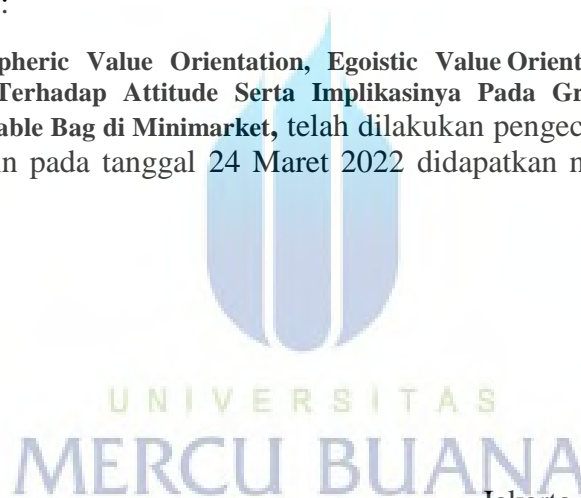 :
pheric Value Orientation, Egoistic Value Orient
Terhadap Attitude Serta Implikasinya Pada Gr
able Bag di Minimarket, telah dilakukan pengec
n pada tanggal 24 Maret 2022 didapatkan n
UNIVERSITAS
MERCU BUANA
Jakarta